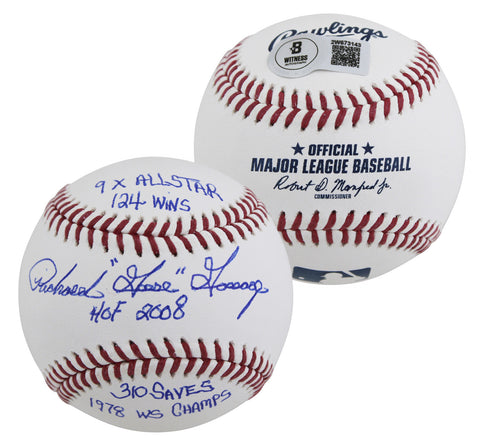 Rawlings
B
WITNESS
2W673143
★ OFFICIAL ★
MAJOR LEAGUE BASEBALL
Robert D. Manfred Jr.
COMMISSIONER
9 X ALLSTAR
124 WINS
Richard "Goose" Gossage
HOF 2008
310 SAVES
1978 WS CHAMPS